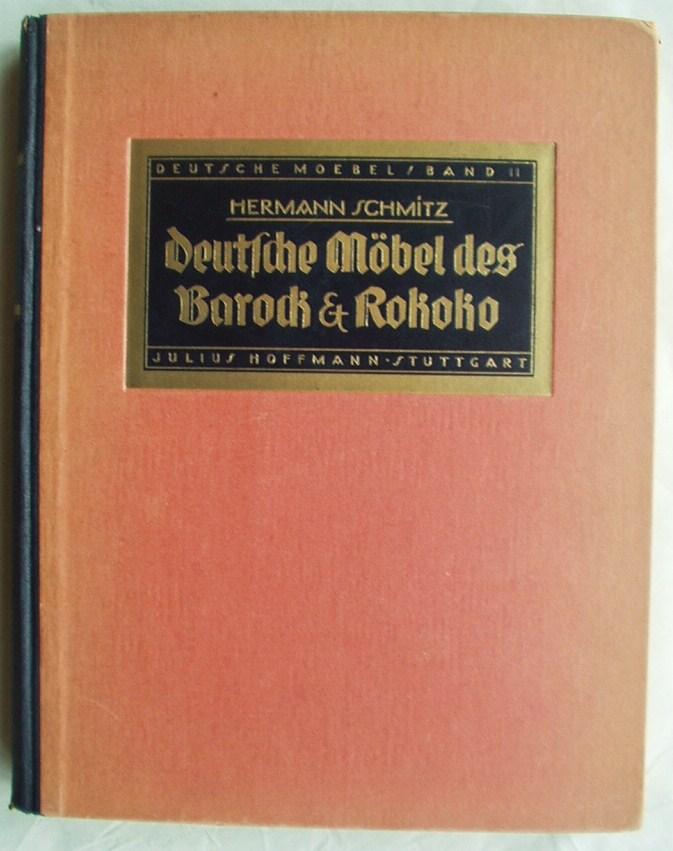 DEUTSCHE MOEBEL / BAND II
HERMANN SCHMITZ
Deutsche Möbel des
Barock & Rokoko
JULIUS HOFFMANN · STUTTGART